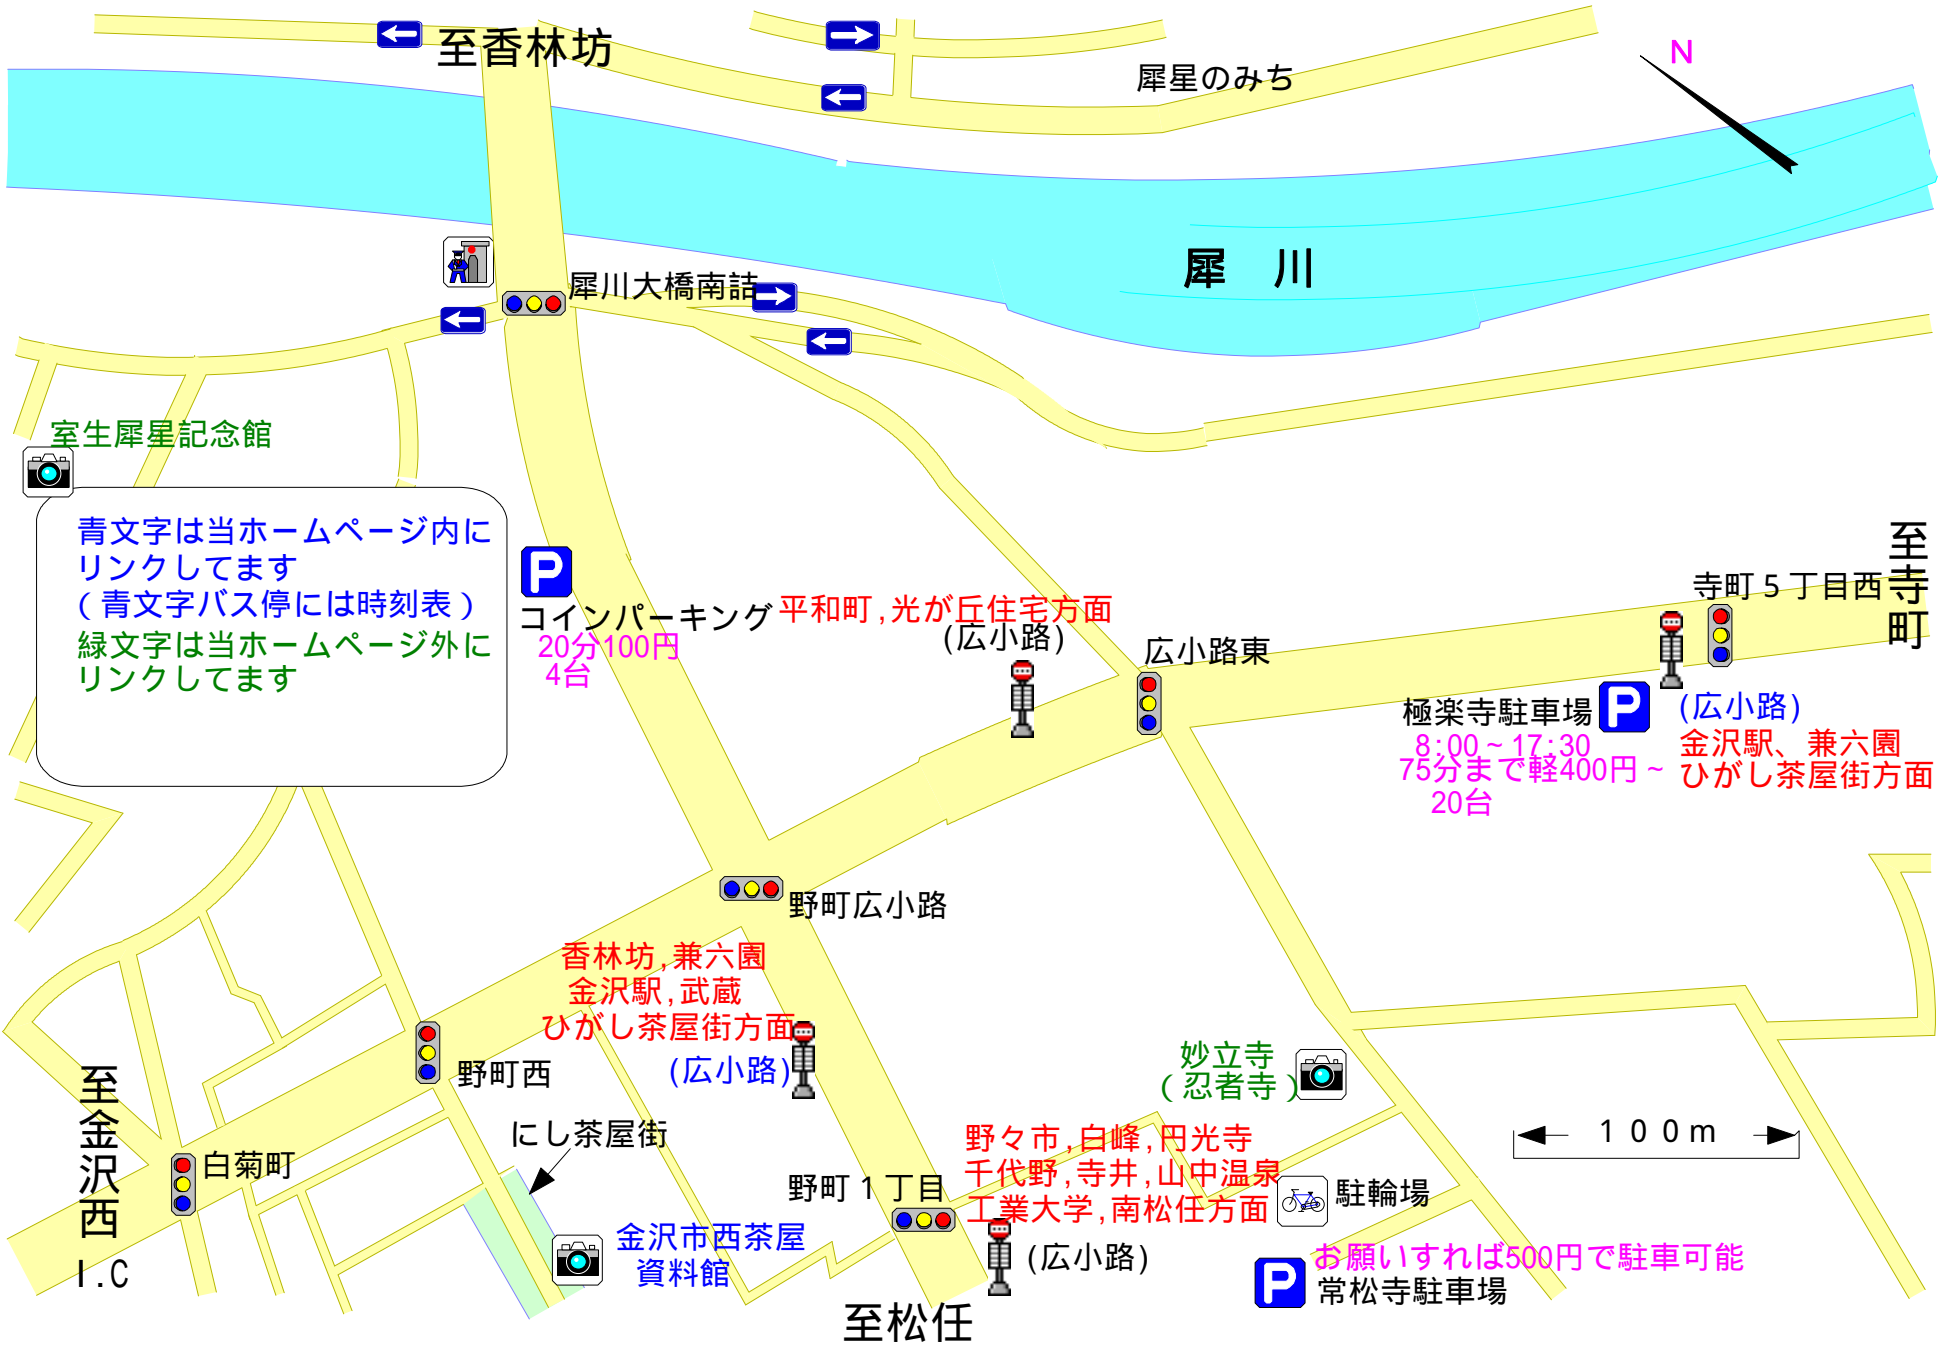 至香林坊
犀星のみち
N
犀川大橋南詰
犀　川
室生犀星記念館
青文字は当ホームページ内に
リンクしてます
(青文字バス停には時刻表)
緑文字は当ホームページ外に
リンクしてます
P
コインパーキング
20分100円
4台
平和町,光が丘住宅方面
(広小路)
広小路東
寺町５丁目西
至寺町
極楽寺駐車場
P
8:00~17:30
75分まで軽400円~
20台
(広小路)
金沢駅、兼六園
ひがし茶屋街方面
野町広小路
香林坊,兼六園
金沢駅,武蔵
ひがし茶屋街方面
(広小路)
野町西
妙立寺
(忍者寺)
至金沢西I.C
白菊町
にし茶屋街
金沢市西茶屋
資料館
野町１丁目
野々市,白峰,円光寺
千代野,寺井,山中温泉
工業大学,南松任方面
(広小路)
１００m
駐輪場
P
お願いすれば500円で駐車可能
常松寺駐車場
至松任